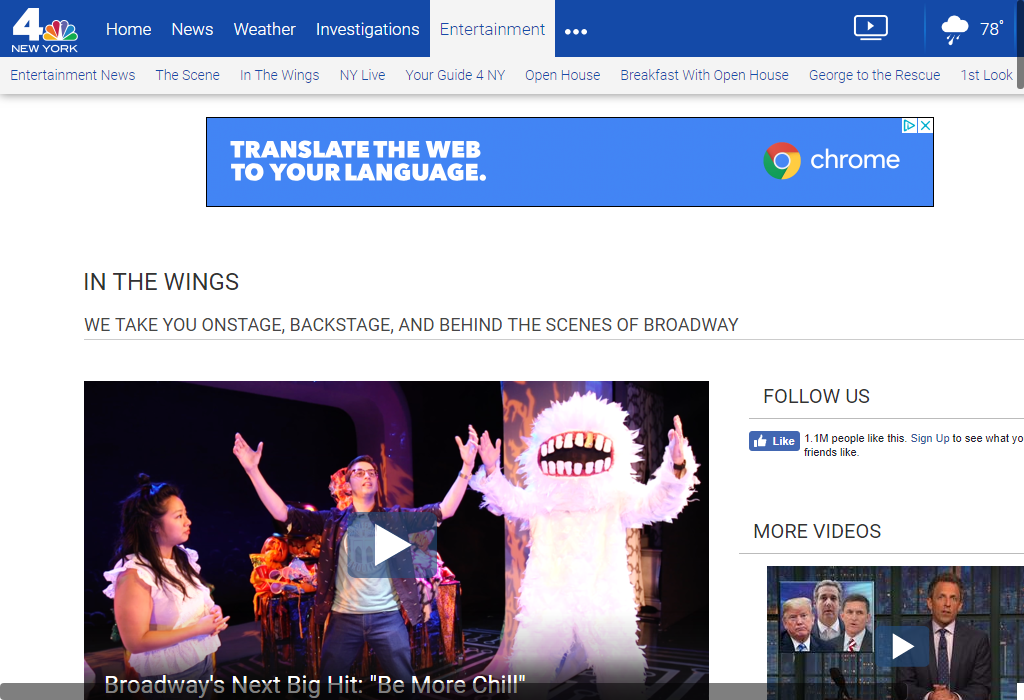 4
NEW YORK
Home News Weather Investigations Entertainment
78°
Entertainment News The Scene In The Wings NY Live Your Guide 4 NY Open House Breakfast With Open House George to the Rescue 1st Look
TRANSLATE THE WEB
TO YOUR LANGUAGE.
chrome
IN THE WINGS
WE TAKE YOU ONSTAGE, BACKSTAGE, AND BEHIND THE SCENES OF BROADWAY
FOLLOW US
Like
1.1M people like this. Sign Up to see what yo
friends like.
MORE VIDEOS
Broadway's Next Big Hit: "Be More Chill"